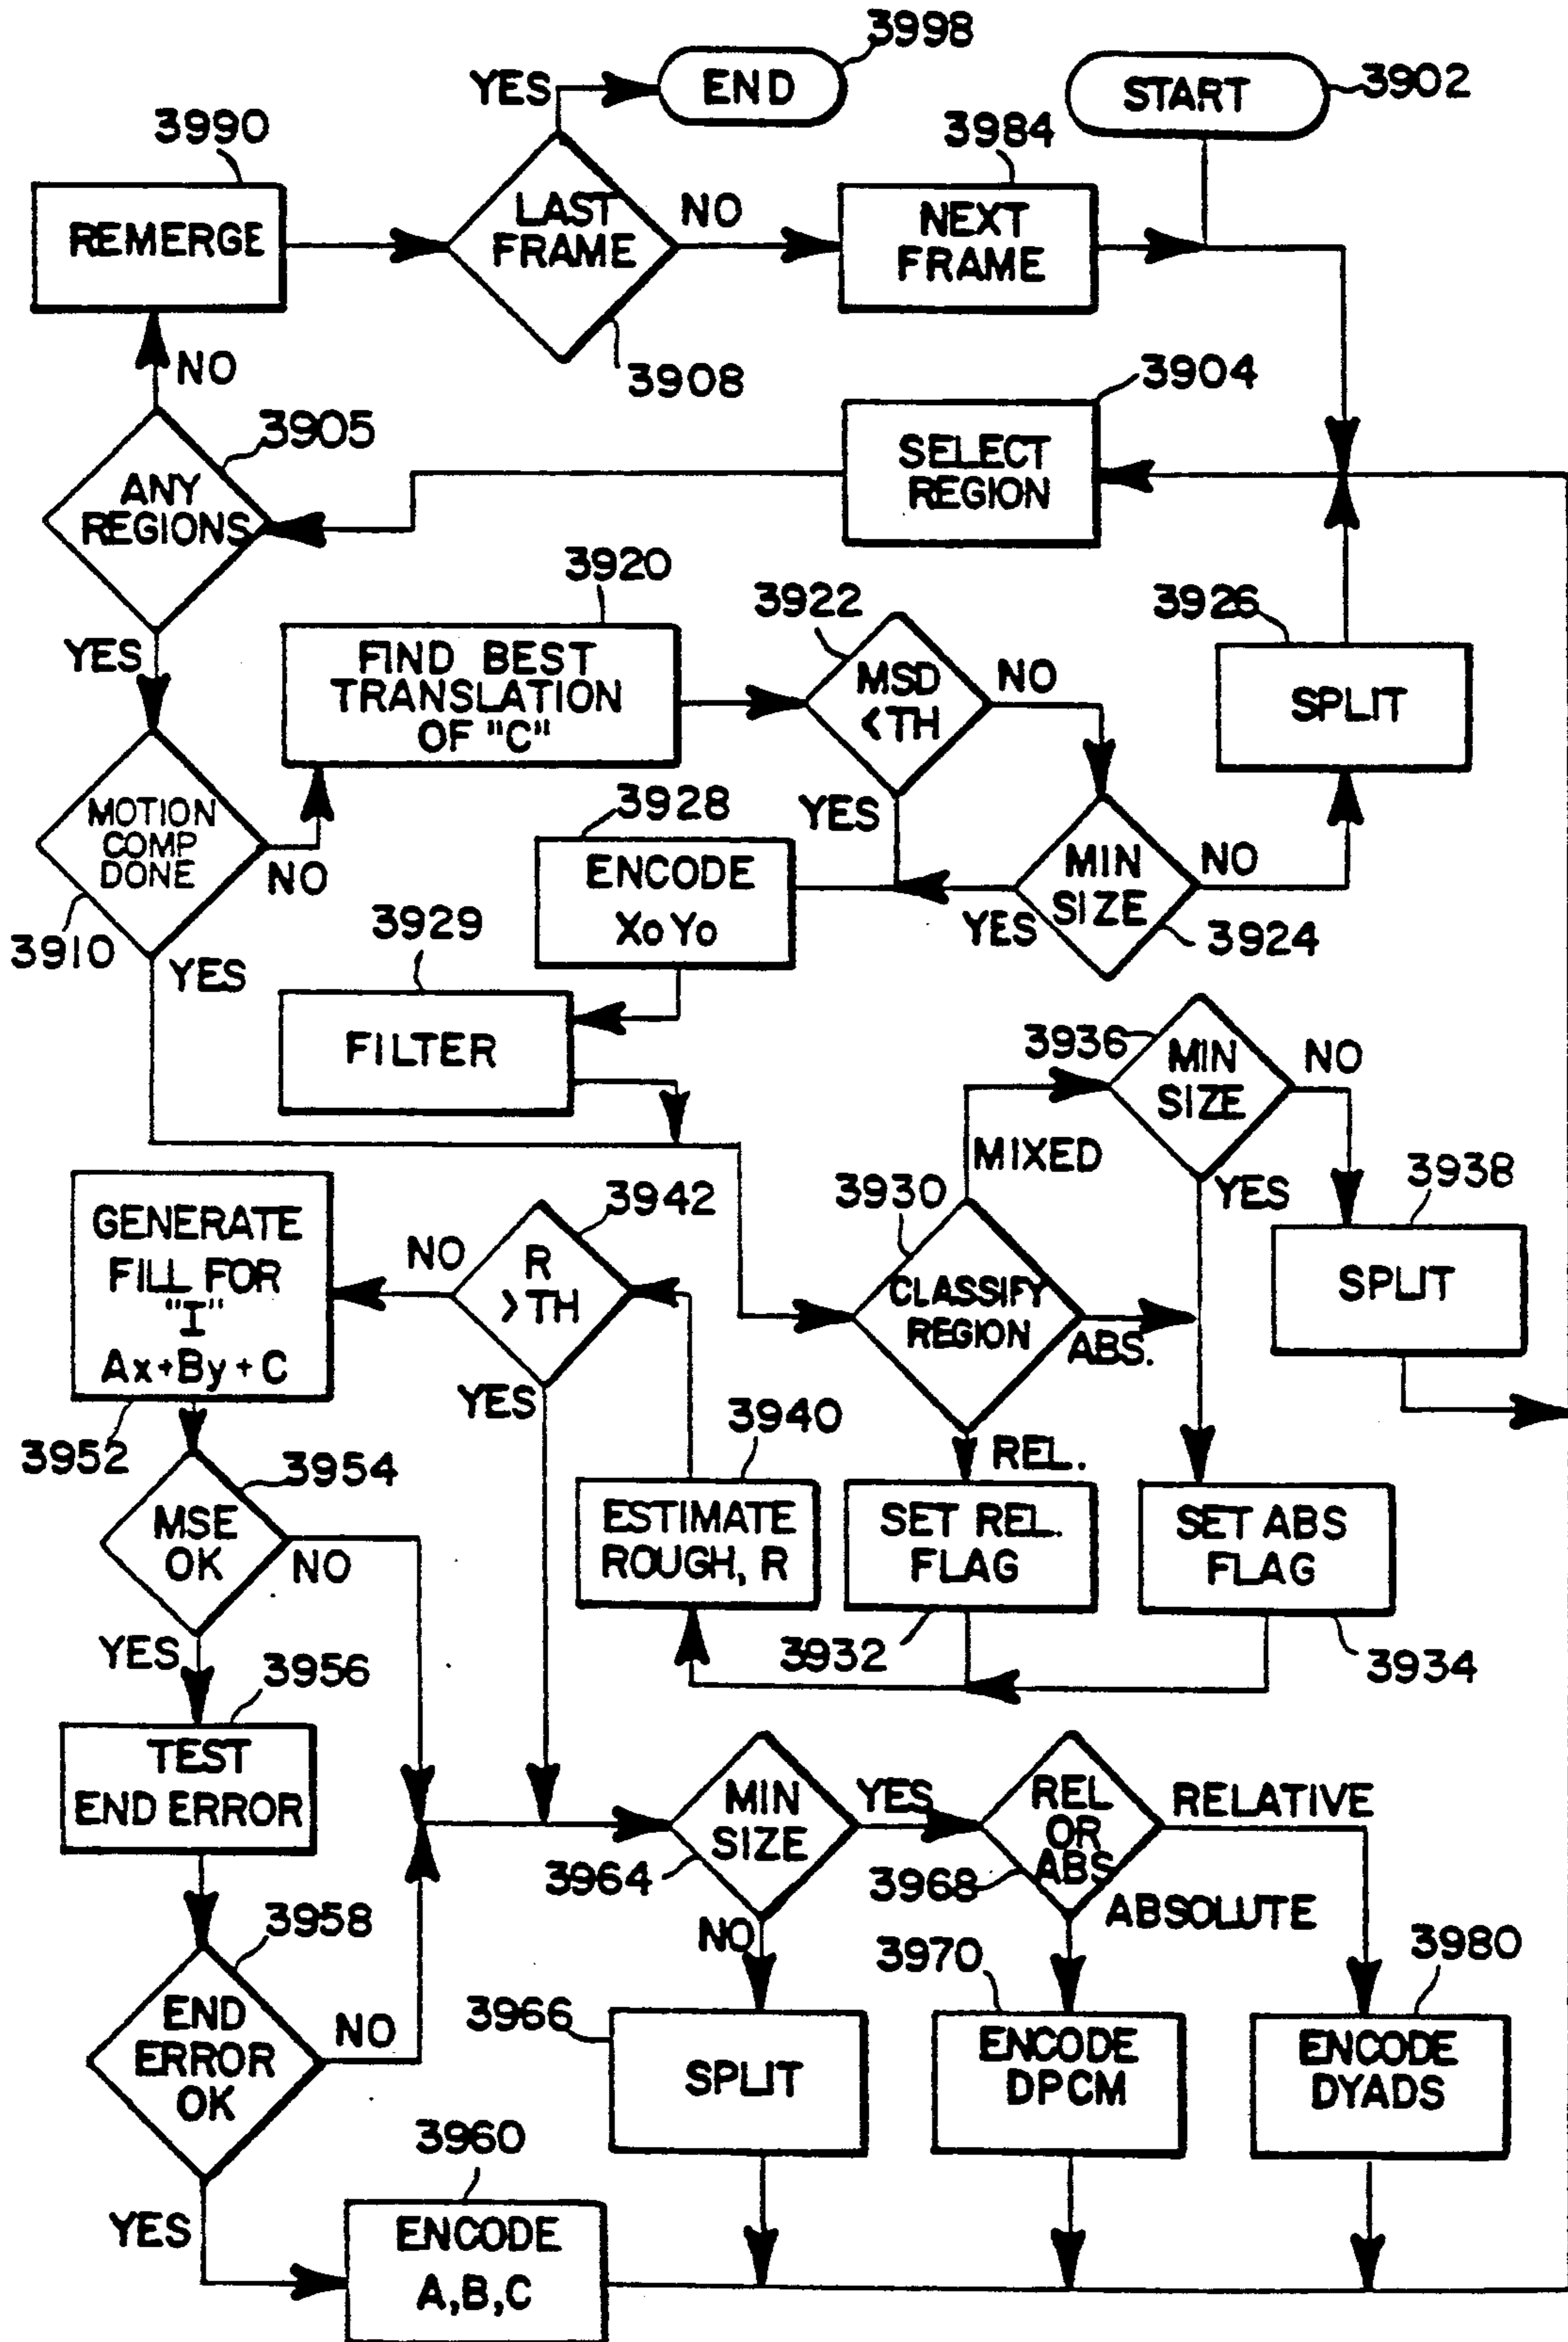 3998
YES
END
START
3902
3990
3984
REMERGE
LAST
FRAME
NO
NEXT
FRAME
NO
3908
3904
3905
SELECT
REGION
ANY
REGIONS
3920
3922
3926
YES
FIND BEST
TRANSLATION
OF "C"
MSD
<TH
NO
SPLIT
MOTION
COMP
DONE
NO
3928
YES
ENCODE
Xo Yo
MIN
SIZE
NO
YES
3924
3910
YES
3929
FILTER
3936
MIN
SIZE
NO
MIXED
YES
3938
SPLIT
GENERATE
FILL FOR
"I"
Ax+By+C
3942
NO
R
>TH
YES
3930
CLASSIFY
REGION
ABS.
REL.
3952
3954
MSE
OK
NO
3940
ESTIMATE
ROUGH, R
SET REL.
FLAG
SET ABS
FLAG
3932
3934
YES
3956
TEST
END ERROR
MIN
SIZE
YES
3964
REL
OR
ABS
RELATIVE
3968
ABSOLUTE
3958
END
ERROR
OK
NO
NO
3966
SPLIT
3970
ENCODE
DPCM
3980
ENCODE
DYADS
YES
3960
ENCODE
A,B,C